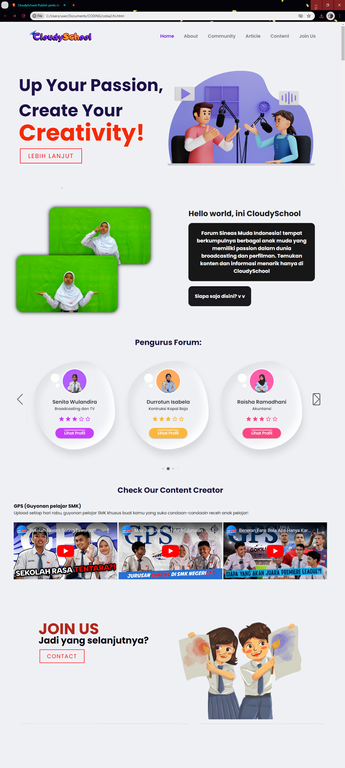 CloudySchool
Home About Community Article Content Join Us
Up Your Passion,
Create Your
Creativity!
LEBIH LANJUT
Hello world, ini CloudySchool
Forum Sineas Muda Indonesia! tempat
berkumpulnya berbagai anak muda yang
memiliki passion dalam dunia
broadcasting dan perfilman. Temukan
konten dan informasi menarik hanya di
CloudySchool
Siapa saja disini? v v
Pengurus Forum:
Senita Wulandira
Broadcasting dan TV
Lihat Profil
Durrotun Isabela
Kontruksi Kapal Baja
Lihat Profil
Raisha Ramadhani
Akuntansi
Lihat Profil
Check Our Content Creator
GPS (Guyonan pelajar SMK)
Upload setiap hari rabu, guyonan pelajar SMK khusus buat kamu yang suka candaan-candaan receh anak pelajar!
SEKOLAH RASA TENTARA?!
GPS
JURUSAN
DI SMK NEGERI
GPS
SIAPA YANG AKAN JUARA PREMIERE LEAGUE?!
JOIN US
Jadi yang selanjutnya?
CONTACT